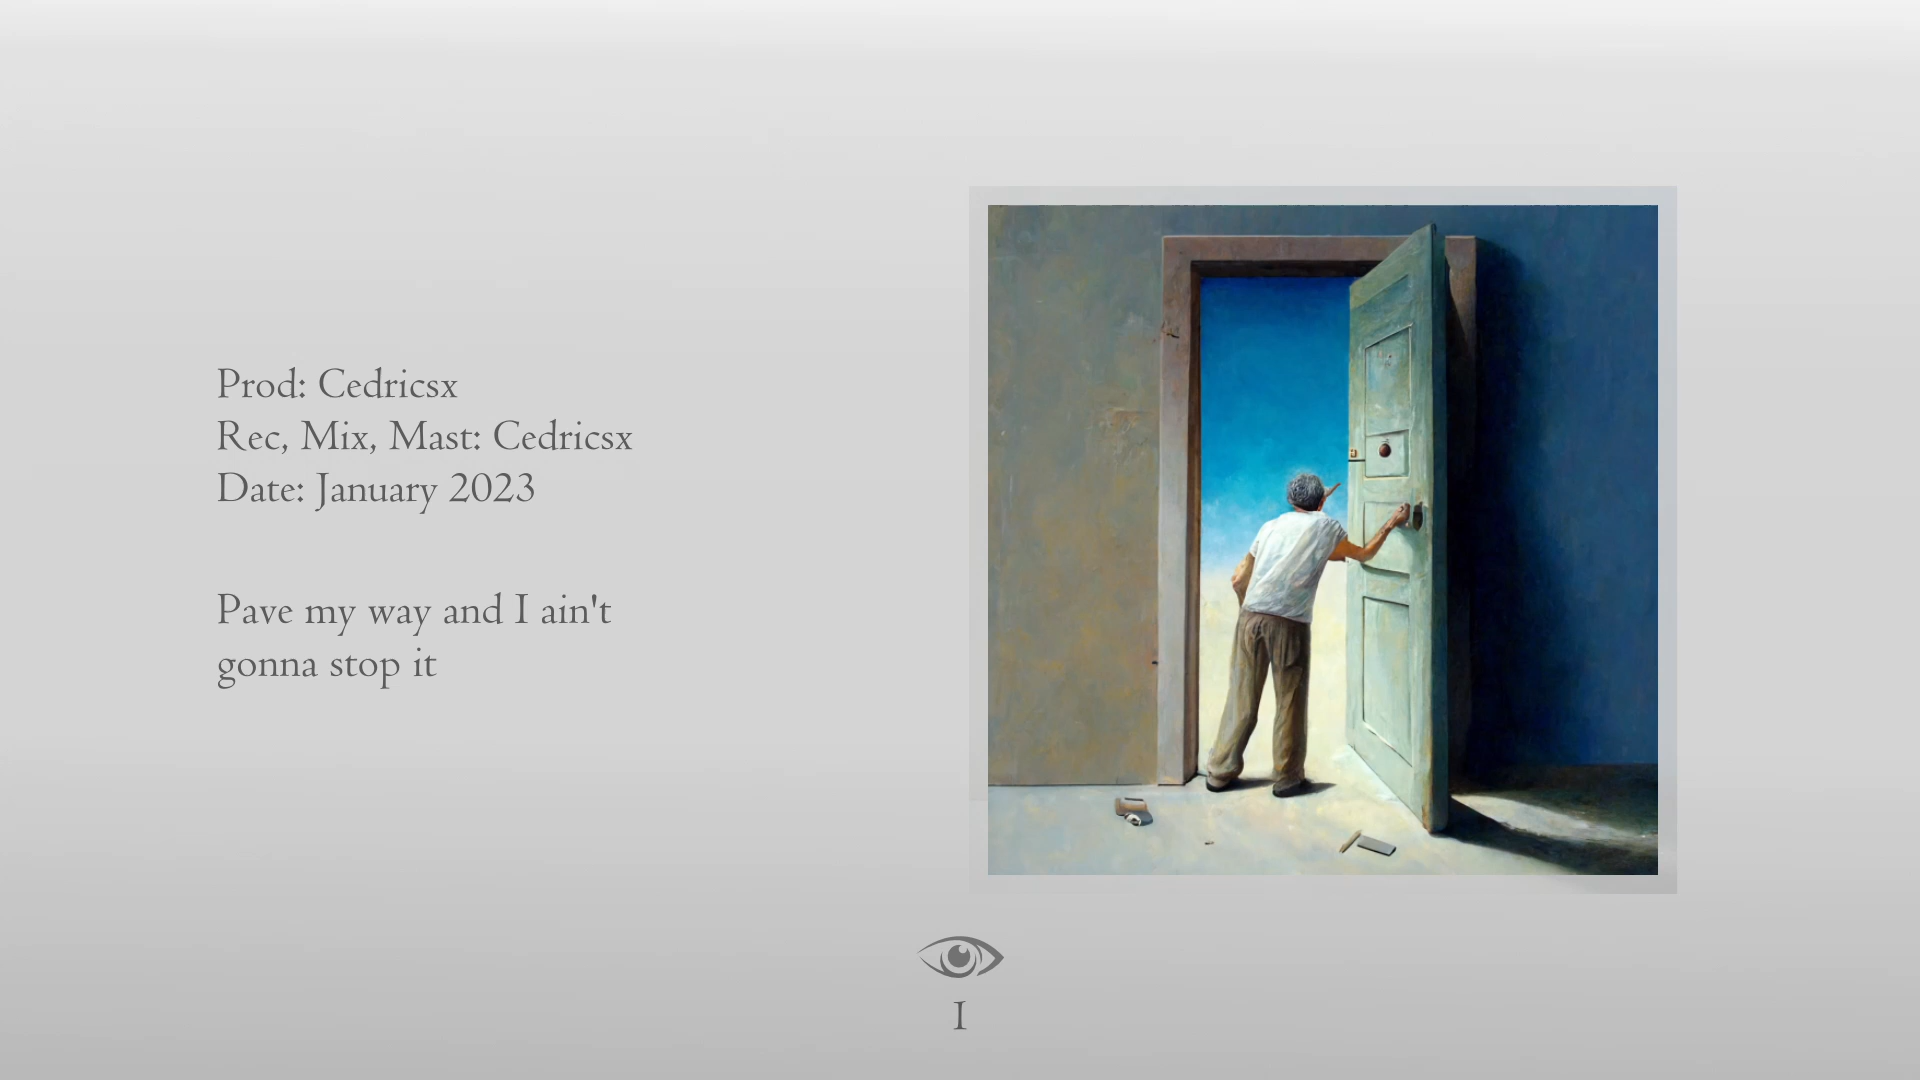 Prod: Cedricsx
Rec, Mix, Mast: Cedricsx
Date: January 2023
Pave my way and I ain't
gonna stop it
I